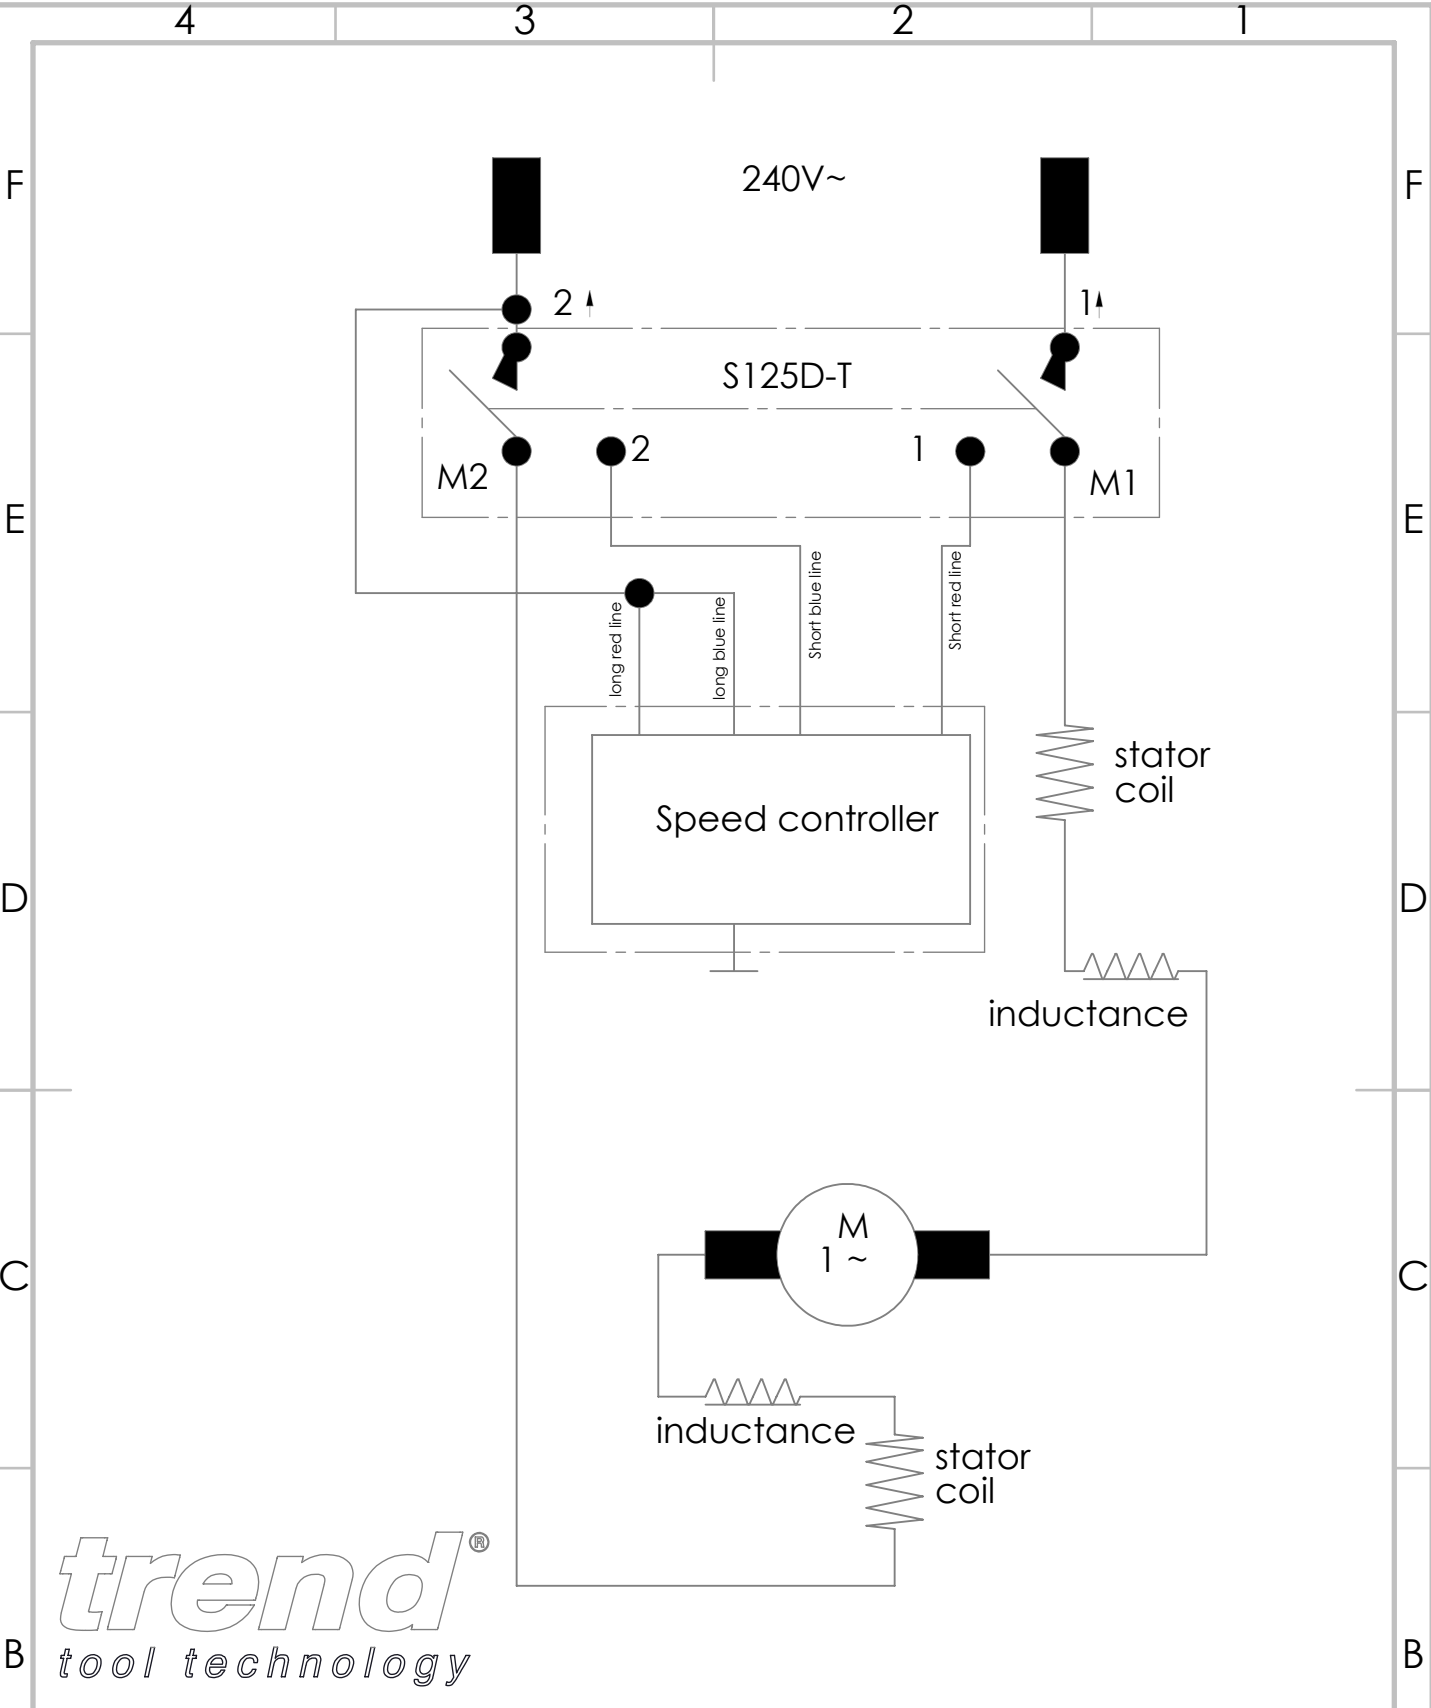 4 3 2 1
F 240V~ F
2 1
S125D-T
2 1
M2 M1
E E
long red line
long blue line
Short blue line
Short red line
stator
coil
Speed controller
D D
inductance
M
1 ~
C C
inductance
stator
coil
trend®
tool technology
B B